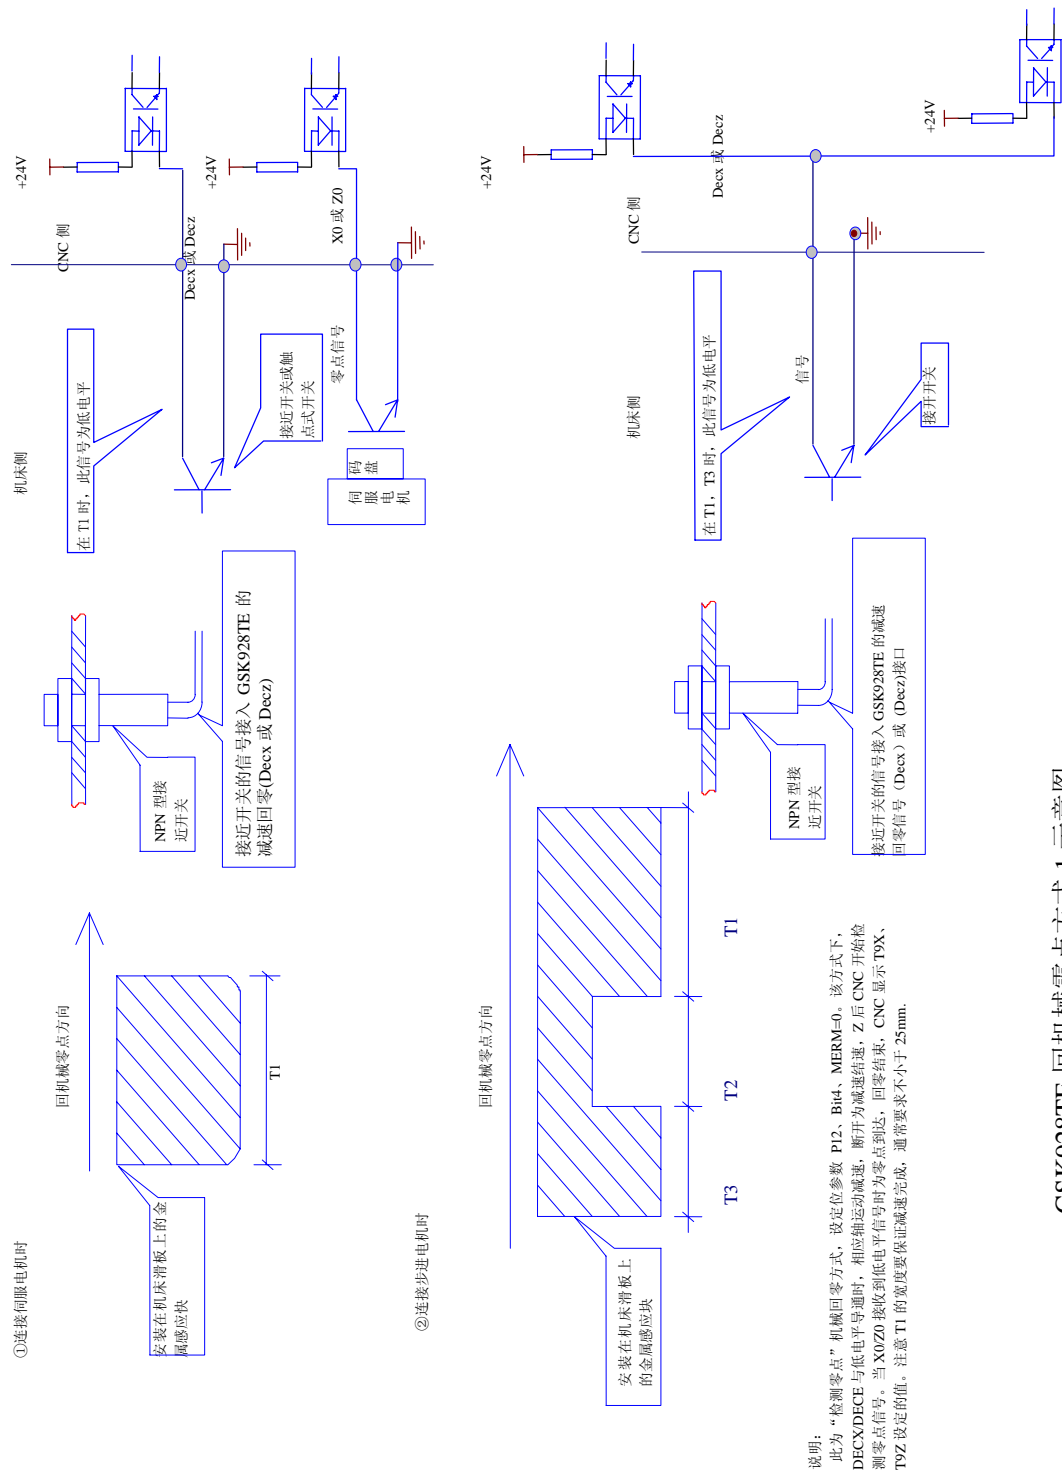 ①连接伺服电机时
回机械零点方向
安装在机床滑板上的金
属感应快
T1
NPN 型接
近开关
接近开关的信号接入 GSK928TE 的
减速回零(Decx 或 Decz)
机床侧
CNC 侧
在 T1 时，此信号为低电平
接近开关或触
点式开关
Decx 或 Decz
+24V
+24V
零点信号
X0 或 Z0
码
盘
伺
服
电
机
②连接步进电机时
回机械零点方向
安装在机床滑板上
的金属感应块
T3
T2
T1
NPN 型接
近开关
接近开关的信号接入 GSK928TE 的减速
回零信号（Decx）或 (Decz)接口
机床侧
CNC 侧
在 T1，T3 时，此信号为低电平
信号
接开开关
Decx 或 Decz
+24V
+24V
说明：
此为“检测零点”机械回零方式，设定位参数 P12、Bit4、MERM=0。该方式下，
DECX/DECE 与低电平导通时，相应轴运动减速，断开为减速结速，Z 后 CNC 开始检
测零点信号。当 X0/Z0 接收到低电平信号时为零点到达，回零结束，CNC 显示 T9X、
T9Z 设定的值。注意 T1 的宽度要保证减速完成，通常要求不小于 25mm.
GSK928TE 回机械零点方式 1 示意图